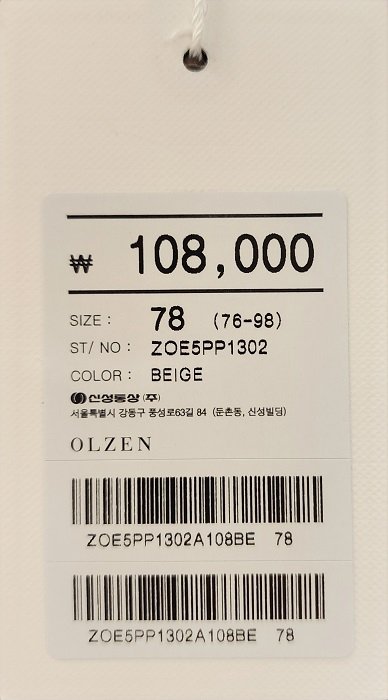 ₩ 108,000
SIZE : 78 (76-98)
ST/ NO : ZOE5PP1302
COLOR : BEIGE
신성통상 (주)
서울특별시 강동구 풍성로63길 84 (둔촌동, 신성빌딩)
OLZEN
ZOE5PP1302A108BE 78
ZOE5PP1302A108BE 78